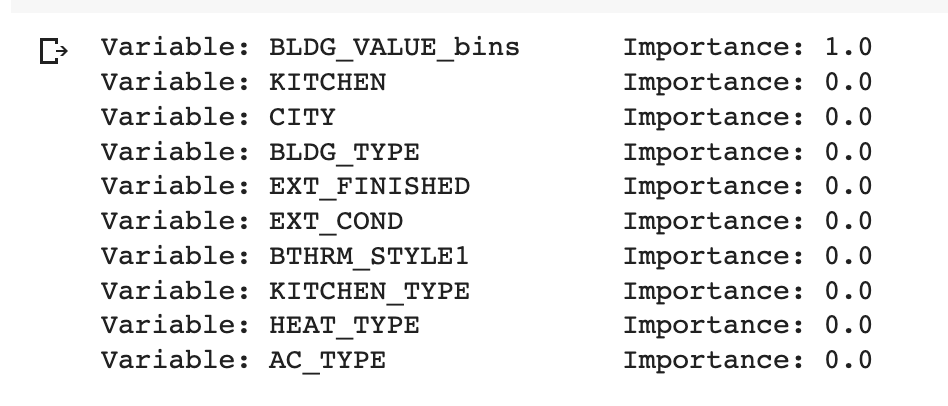 Variable: BLDG_VALUE_bins Importance: 1.0
Variable: KITCHEN Importance: 0.0
Variable: CITY Importance: 0.0
Variable: BLDG_TYPE Importance: 0.0
Variable: EXT_FINISHED Importance: 0.0
Variable: EXT_COND Importance: 0.0
Variable: BTHRM_STYLE1 Importance: 0.0
Variable: KITCHEN_TYPE Importance: 0.0
Variable: HEAT_TYPE Importance: 0.0
Variable: AC_TYPE Importance: 0.0